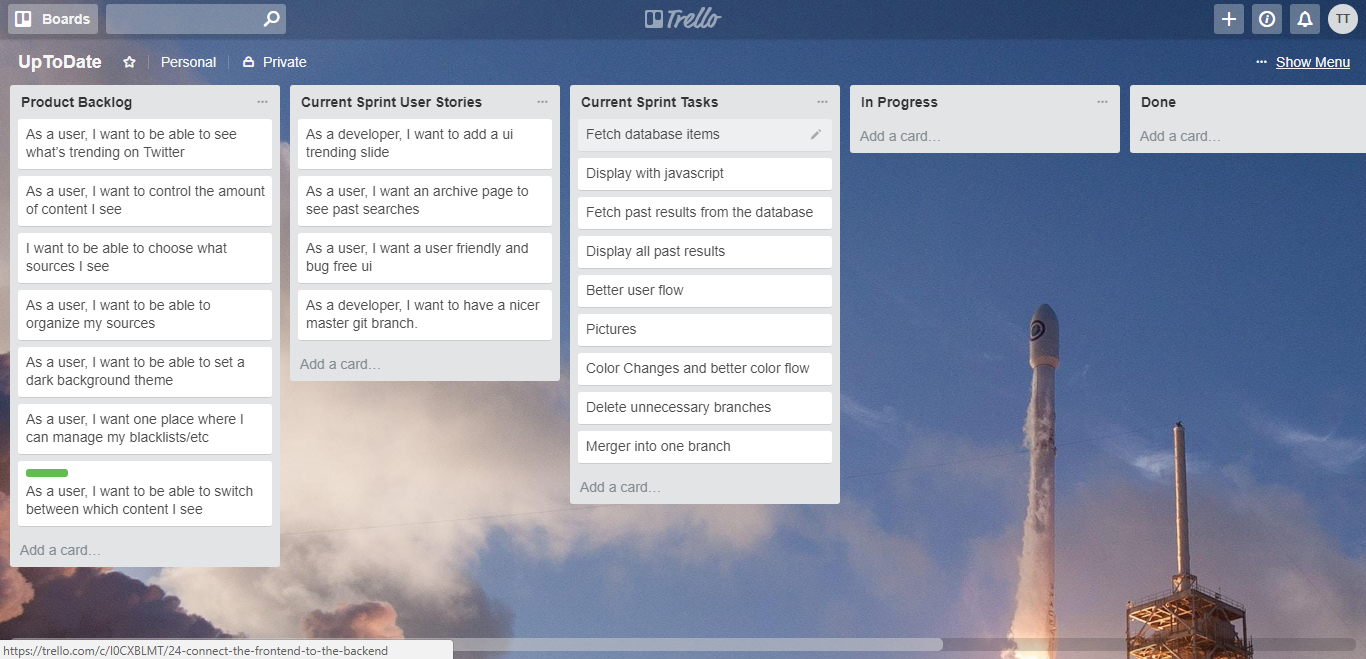 Boards
Trello
TT
UpToDate
Personal
Private
··· Show Menu
Product Backlog
As a user, I want to be able to see
what’s trending on Twitter
As a user, I want to control the amount
of content I see
I want to be able to choose what
sources I see
As a user, I want to be able to
organize my sources
As a user, I want to be able to set a
dark background theme
As a user, I want one place where I
can manage my blacklists/etc
As a user, I want to be able to switch
between which content I see
Add a card…
Current Sprint User Stories
As a developer, I want to add a ui
trending slide
As a user, I want an archive page to
see past searches
As a user, I want a user friendly and
bug free ui
As a developer, I want to have a nicer
master git branch.
Add a card…
Current Sprint Tasks
Fetch database items
Display with javascript
Fetch past results from the database
Display all past results
Better user flow
Pictures
Color Changes and better color flow
Delete unnecessary branches
Merger into one branch
Add a card…
In Progress
Add a card…
Done
Add a card…
https://trello.com/c/I0CXBLMT/24-connect-the-frontend-to-the-backend